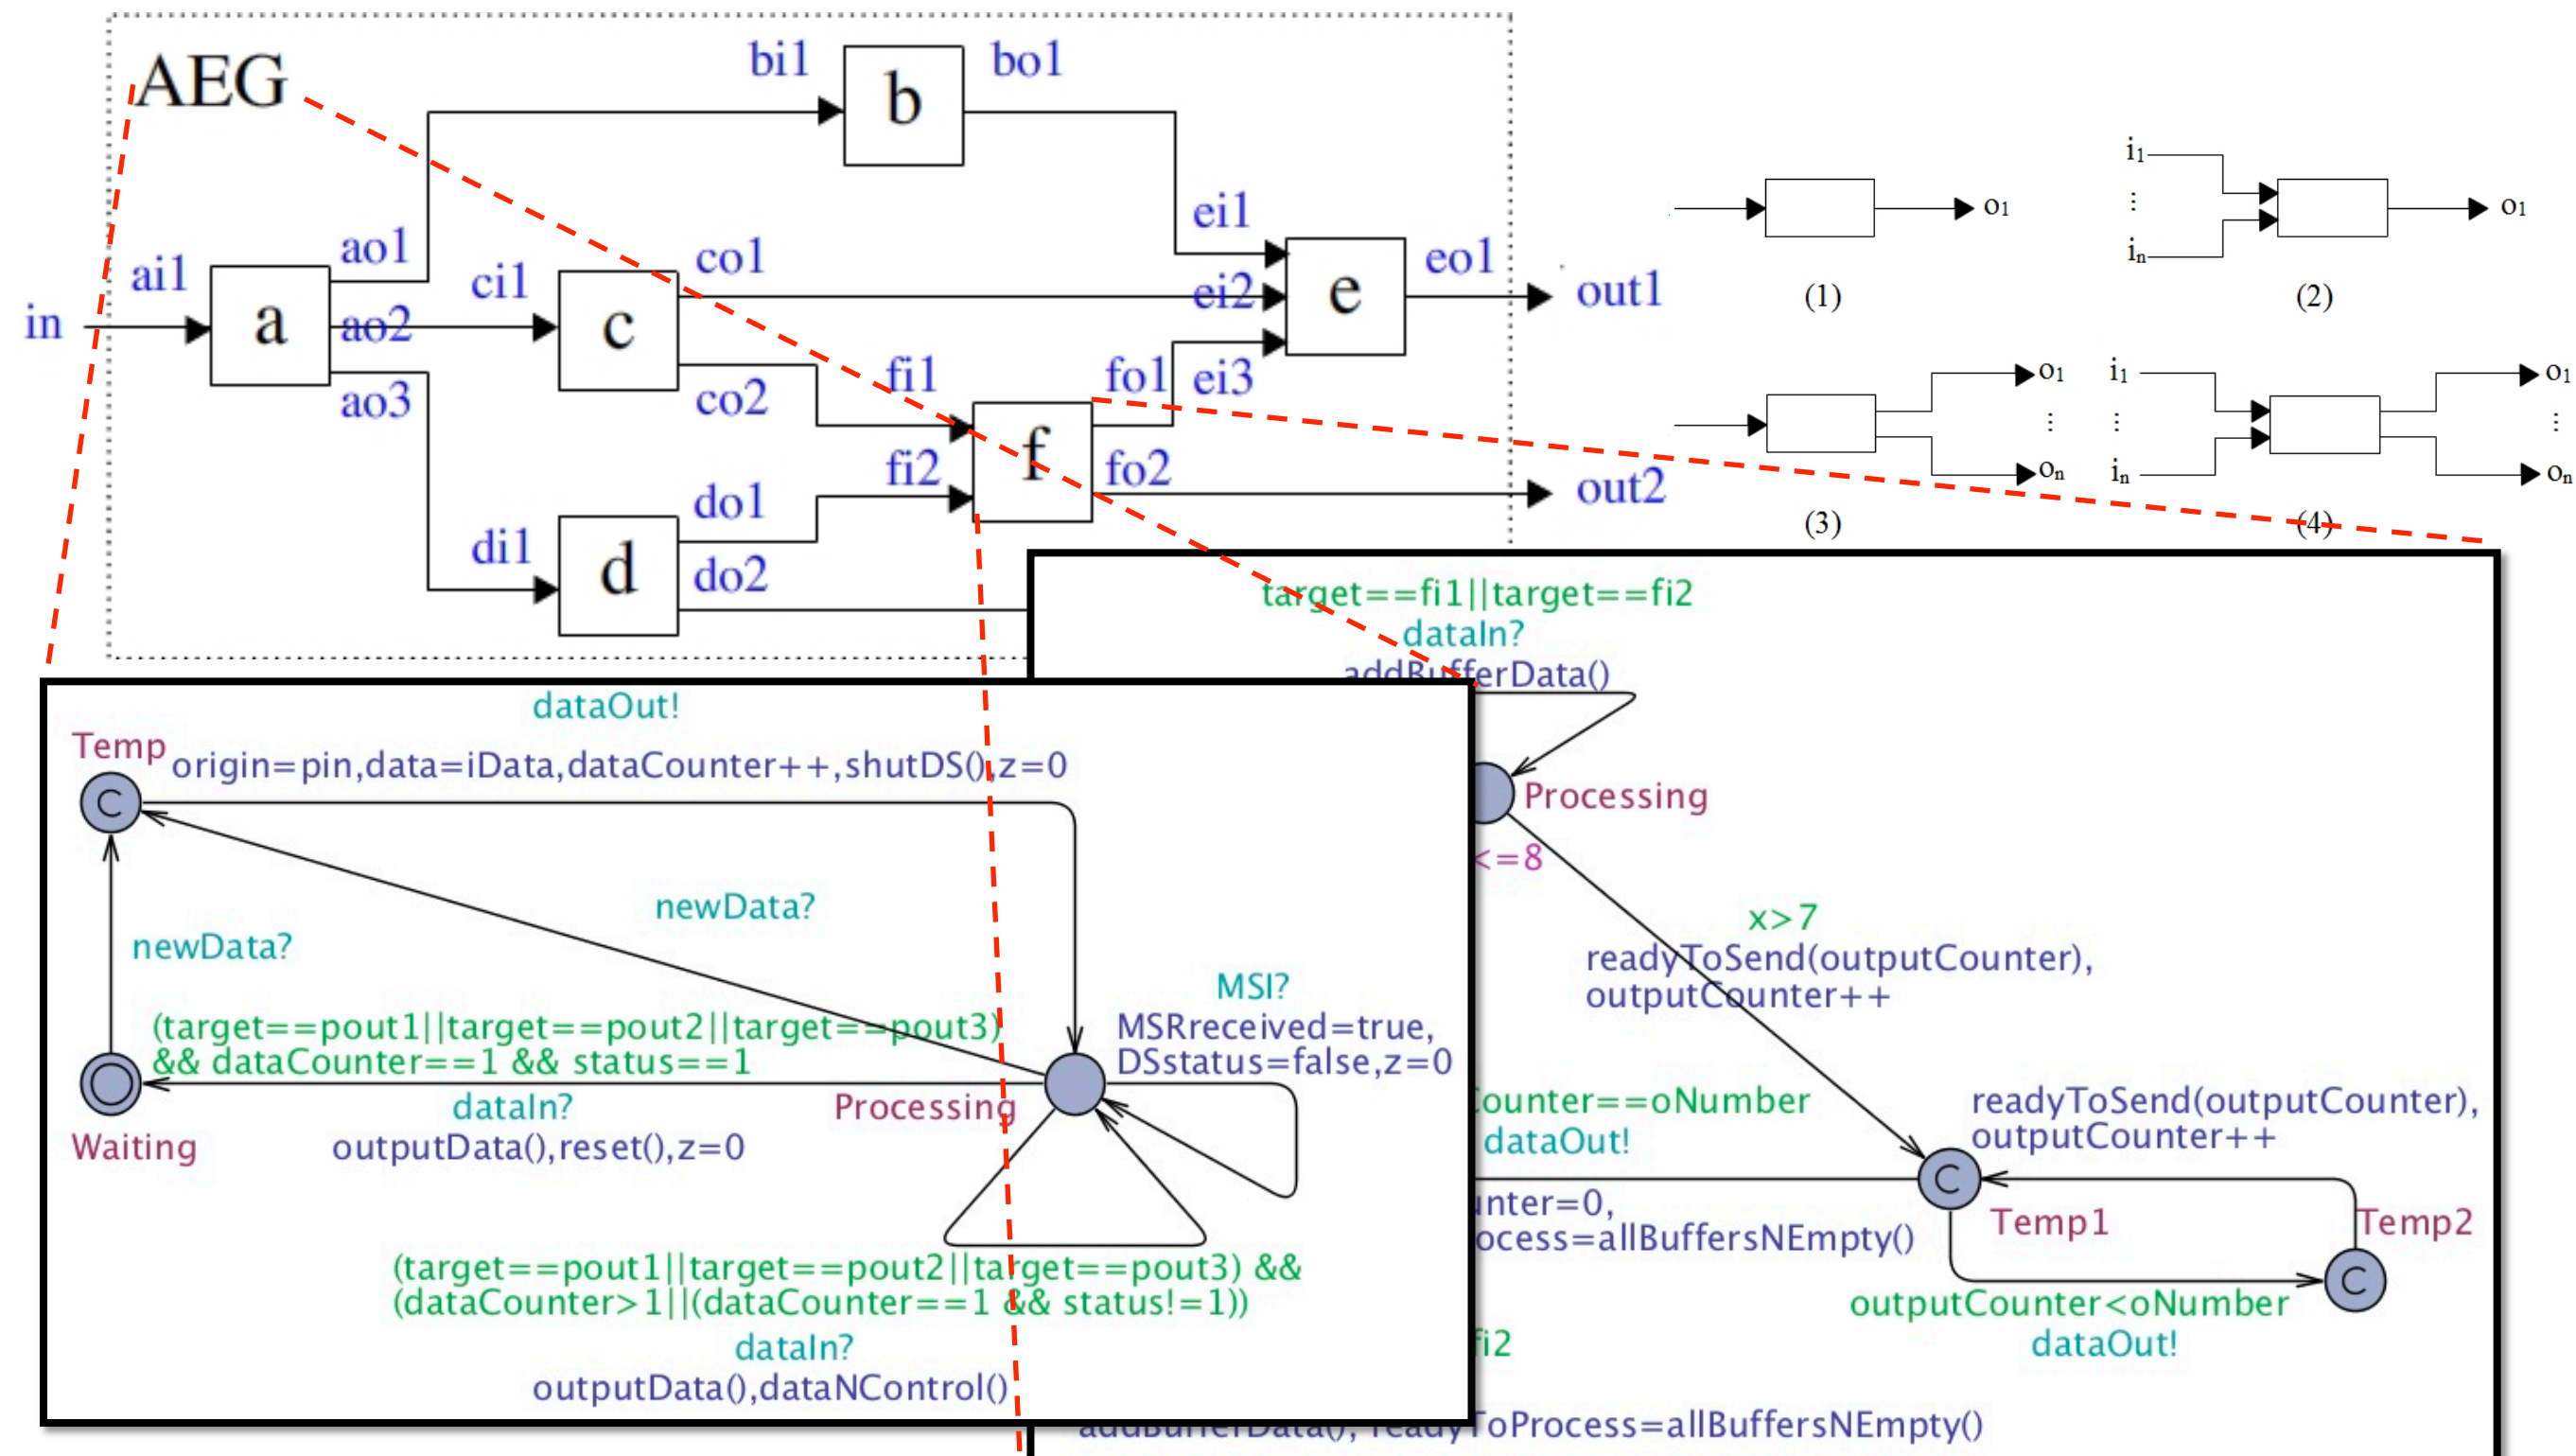 AEG
bi1
b
bo1
ei1
ao1
ai1
co1
eo1
ci1
in
a
ao2
c
ei2
e
out1
ao3
co2
fi1
fo1
ei3
f
fi2
fo2
out2
do1
di1
d
do2
o1
(1)
i1
⋮
in
o1
(2)
o1
⋮
on
(3)
i1
⋮
in
o1
⋮
on
(4)
target==fi1||target==fi2
dataIn?
addBufferData()
Processing
<=8
x>7
readyToSend(outputCounter),
outputCounter++
ounter==oNumber
dataOut!
unter=0,
ocess=allBuffersNEmpty()
readyToSend(outputCounter),
outputCounter++
C
Temp1
Temp2
C
outputCounter<oNumber
dataOut!
fi2
addBufferData(), readyToProcess=allBuffersNEmpty()
dataOut!
Temp
origin=pin,data=iData,dataCounter++,shutDS(),z=0
C
newData?
newData?
MSI?
MSRreceived=true,
DSstatus=false,z=0
(target==pout1||target==pout2||target==pout3)
&& dataCounter==1 && status==1
dataIn?
outputData(),reset(),z=0
Processing
Waiting
(target==pout1||target==pout2||target==pout3) &&
(dataCounter>1||(dataCounter==1 && status!=1))
dataIn?
outputData(),dataNControl()